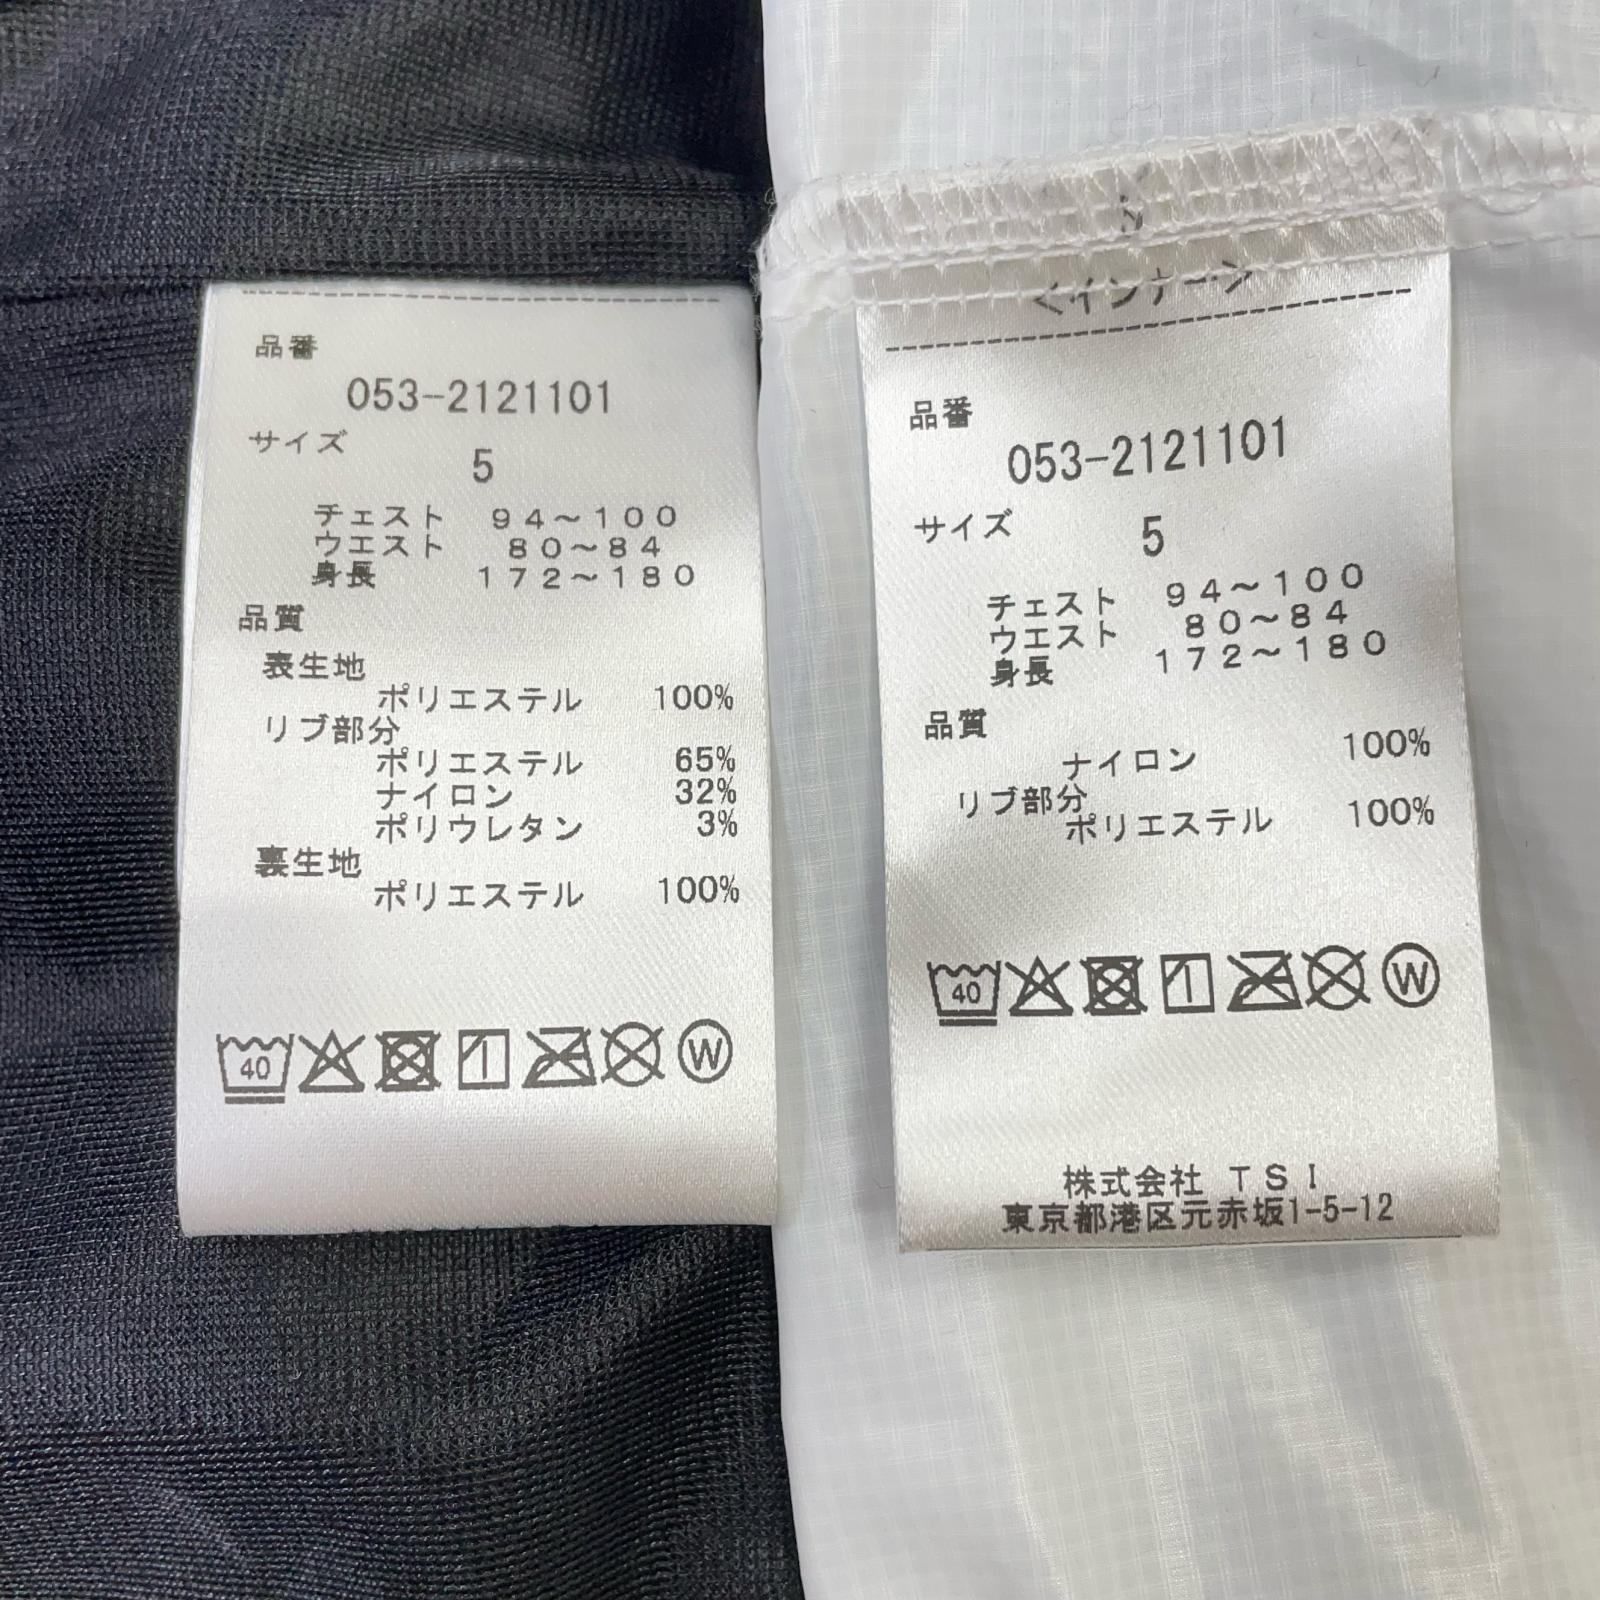 品番
053-2121101
サイズ
5
チェスト 94～100
ウエスト 80～84
身長 172～180
品質
表生地
ポリエステル 100%
リブ部分
ポリエステル 65%
ナイロン 32%
ポリウレタン 3%
裏生地
ポリエステル 100%
40
W
<インナー>
品番
053-2121101
サイズ
5
チェスト 94～100
ウエスト 80～84
身長 172～180
品質
ナイロン 100%
リブ部分
ポリエステル 100%
40
W
株式会社 TSI
東京都港区元赤坂1-5-12